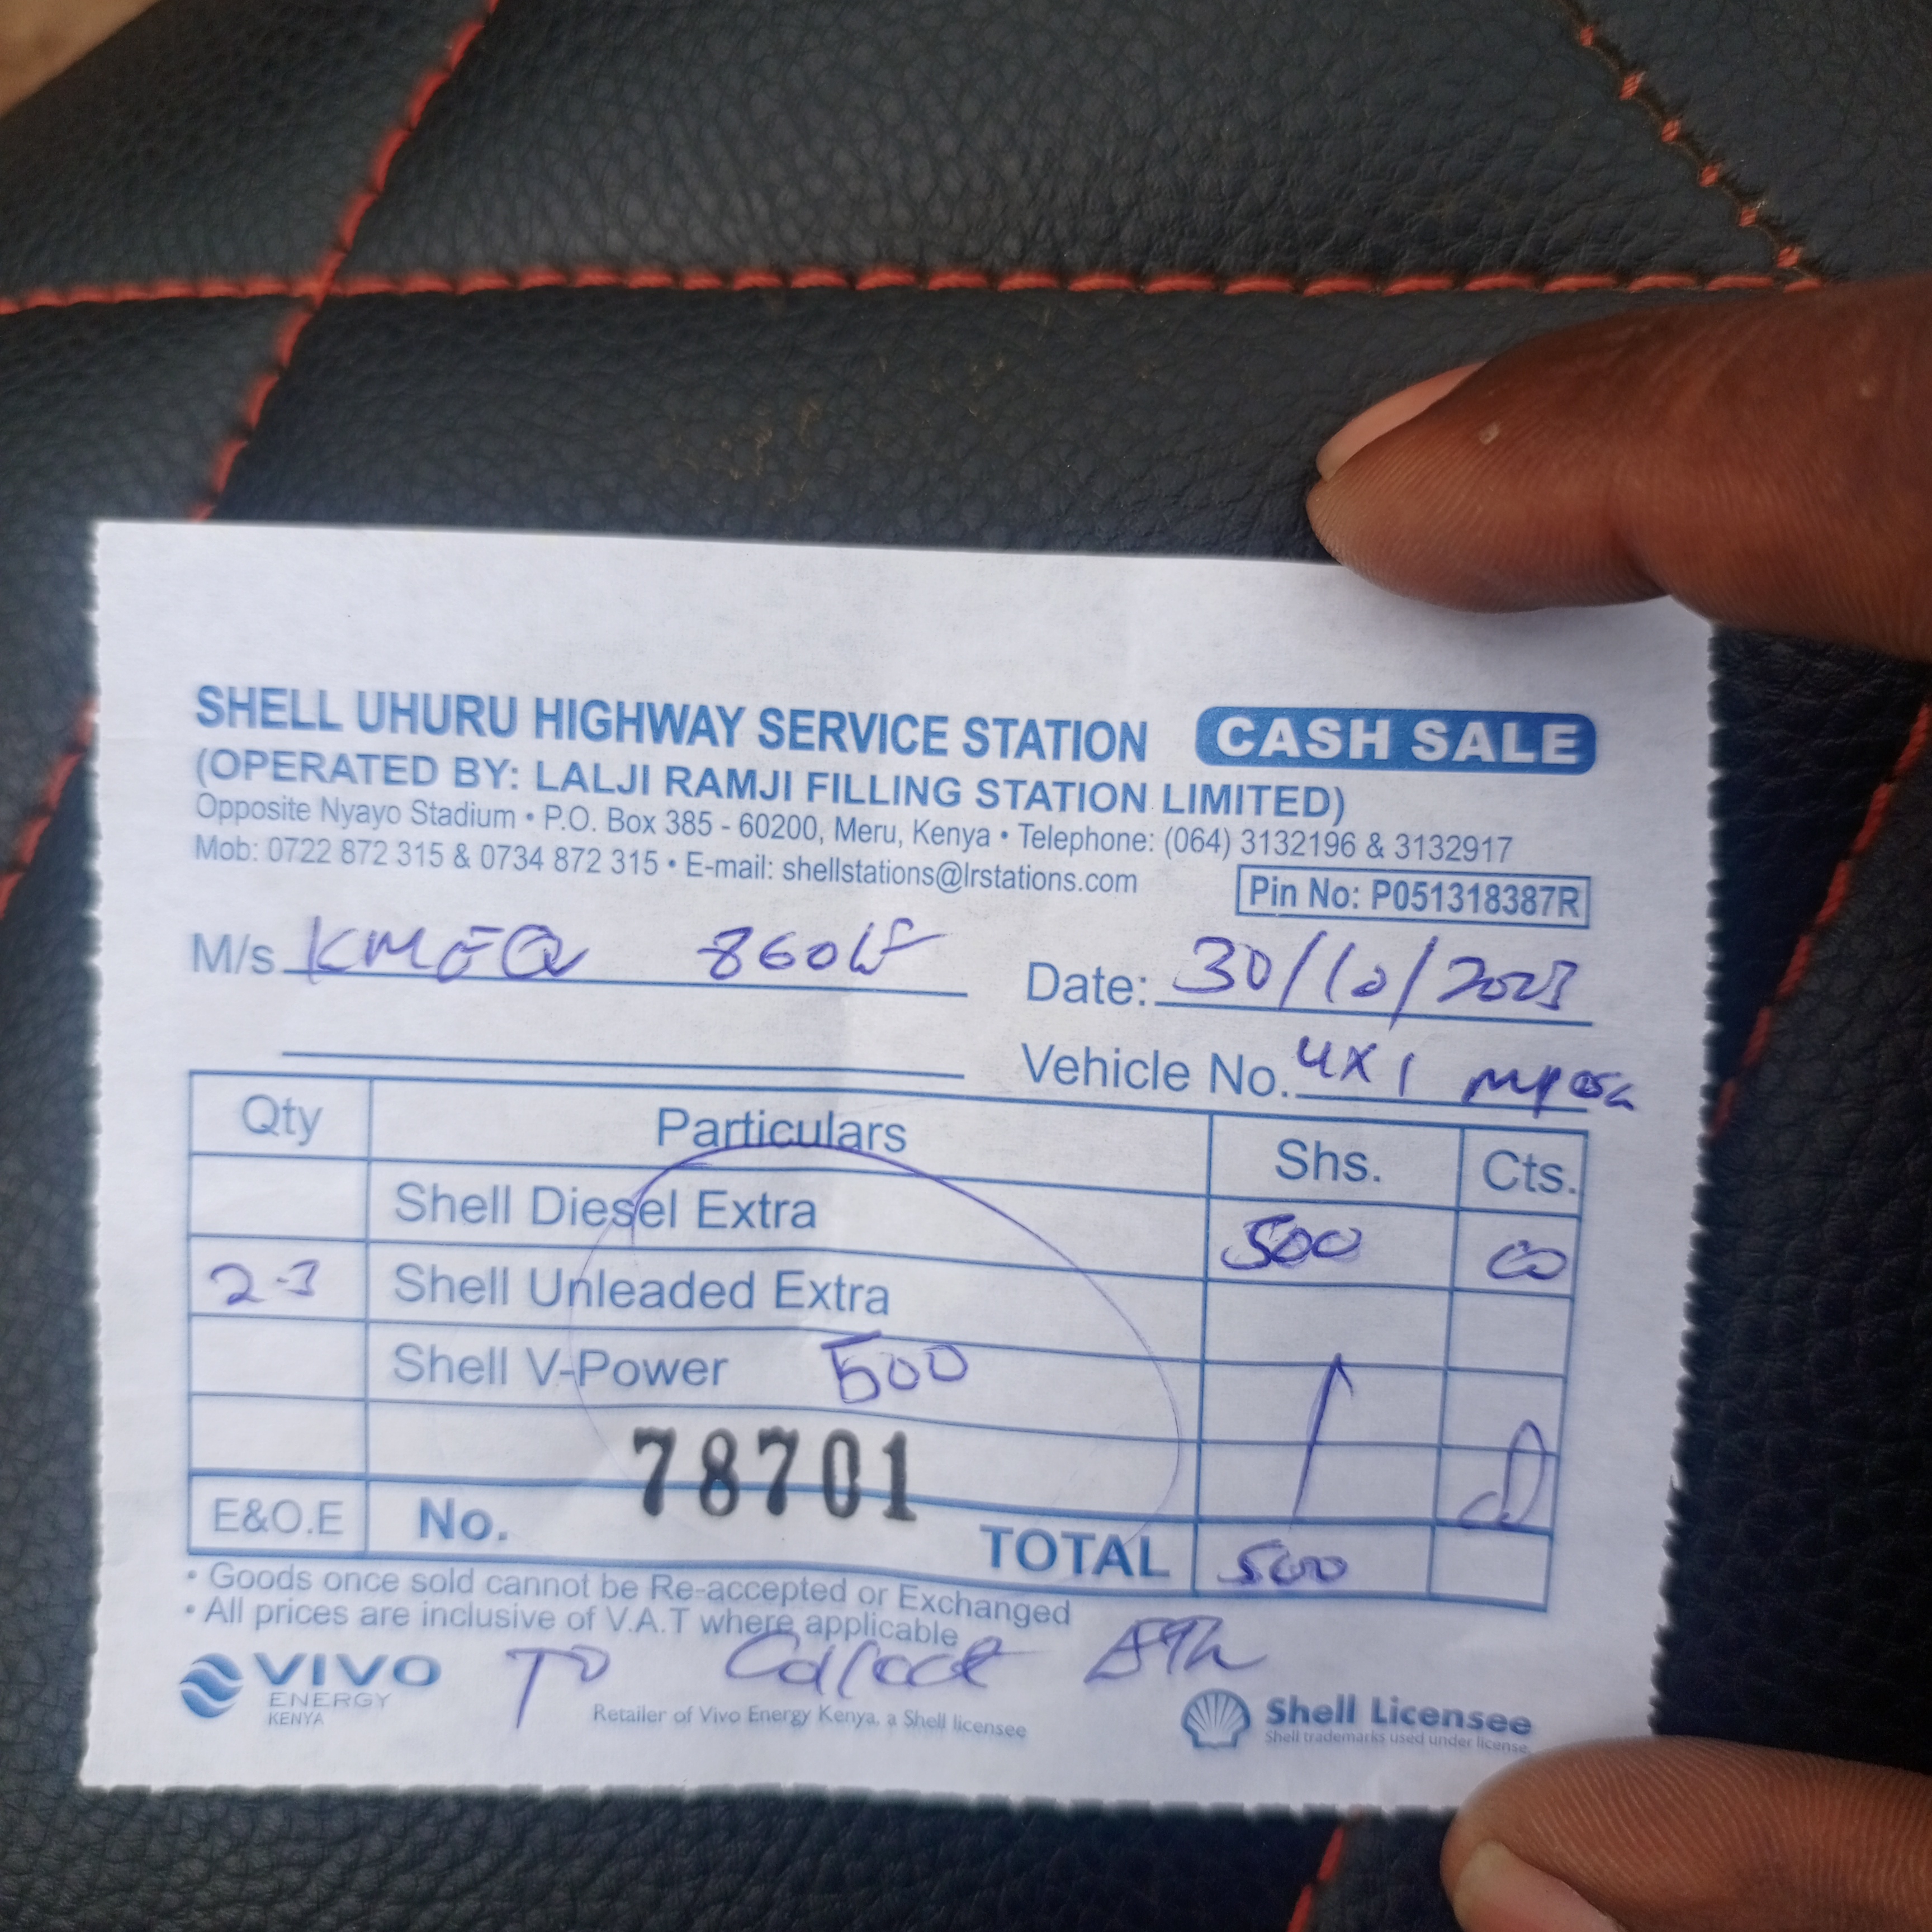 SHELL UHURU HIGHWAY SERVICE STATION CASH SALE
(OPERATED BY: LALJI RAMJI FILLING STATION LIMITED)
Opposite Nyayo Stadium • P.O. Box 385 - 60200, Meru, Kenya • Telephone: (064) 3132196 & 3132917
Mob: 0722 872 315 & 0734 872 315 • E-mail: shellstations@lrstations.com
Pin No: P051318387R
M/s Date: 30/10/2023
Vehicle No.
Qty Particulars Shs. Cts.
Shell Diesel Extra 500 00
Shell Unleaded Extra
Shell V-Power 500
78701
E&O.E No. TOTAL 500
• Goods once sold cannot be Re-accepted or Exchanged
• All prices are inclusive of V.A.T where applicable
To
VIVO
ENERGY
KENYA
Retailer of Vivo Energy Kenya, a Shell licensee
Shell Licensee
Shell trademarks used under license